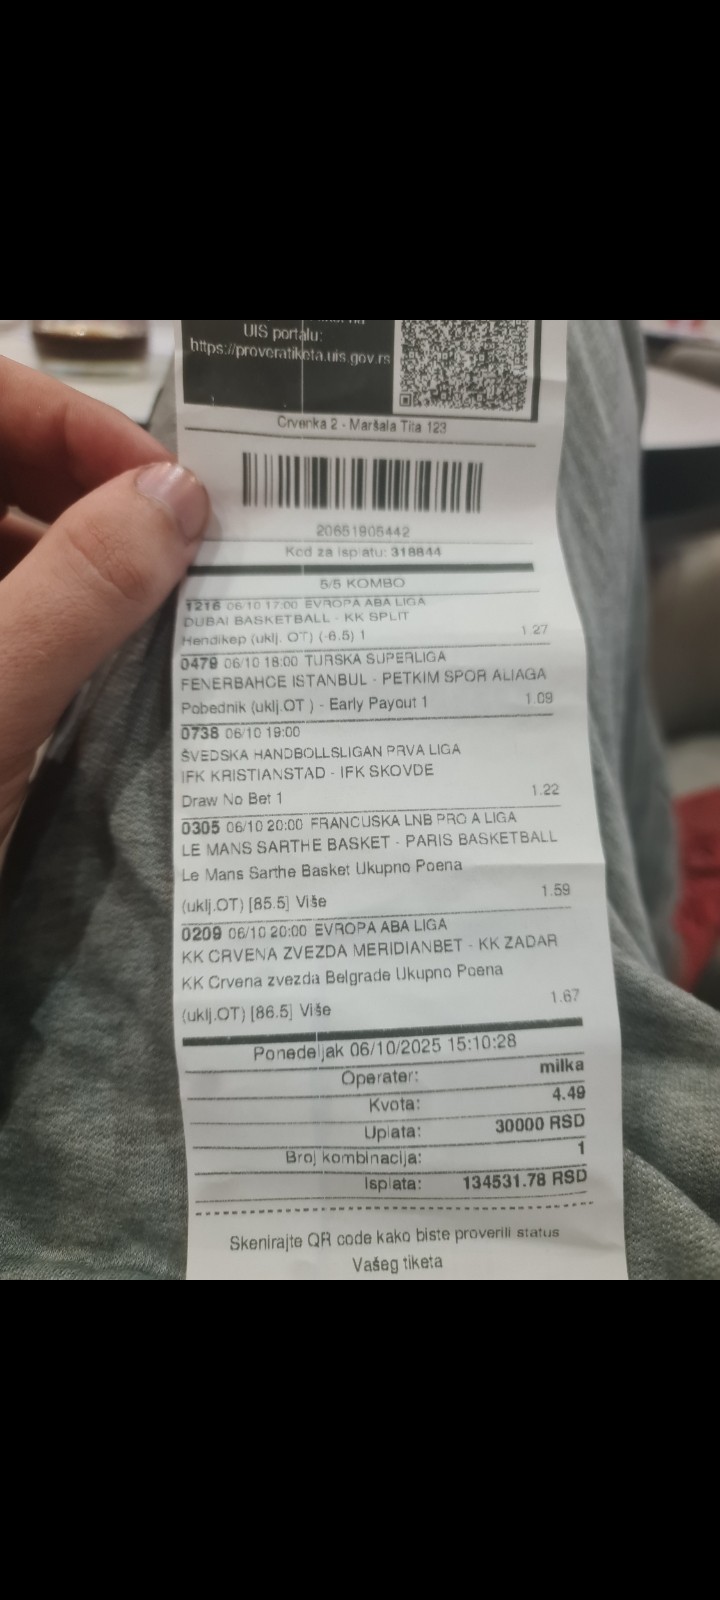 UIS portalu:
https://proveratiketa.uis.gov.rs
Crvenka 2 - Maršala Tita 123
20651905442
Kod za isplatu: 318844
5/5 KOMBO
1216 06/10 17:00 EVROPA ABA LIGA
DUBAI BASKETBALL - KK SPLIT
Hendikep (uklj. OT) (-6.5) 1 1.27
0479 06/10 18:00 TURSKA SUPERLIGA
FENERBAHCE ISTANBUL - PETKIM SPOR ALIAGA
Pobednik (uklj.OT ) - Early Payout 1 1.09
0738 06/10 19:00
ŠVEDSKA HANDBOLLSLIGAN PRVA LIGA
IFK KRISTIANSTAD - IFK SKOVDE
Draw No Bet 1 1.22
0305 06/10 20:00 FRANCUSKA LNB PRO A LIGA
LE MANS SARTHE BASKET - PARIS BASKETBALL
Le Mans Sarthe Basket Ukupno Poena
(uklj.OT) [85.5] Više 1.59
0209 06/10 20:00 EVROPA ABA LIGA
KK CRVENA ZVEZDA MERIDIANBET - KK ZADAR
KK Crvena zvezda Belgrade Ukupno Poena
(uklj.OT) [86.5] Više 1.67
Ponedeljak 06/10/2025 15:10:28
Operater: milka
Kvota: 4.49
Uplata: 30000 RSD
Broj kombinacija: 1
Isplata: 134531.78 RSD
Skenirajte QR code kako biste proverili status
Vašeg tiketa